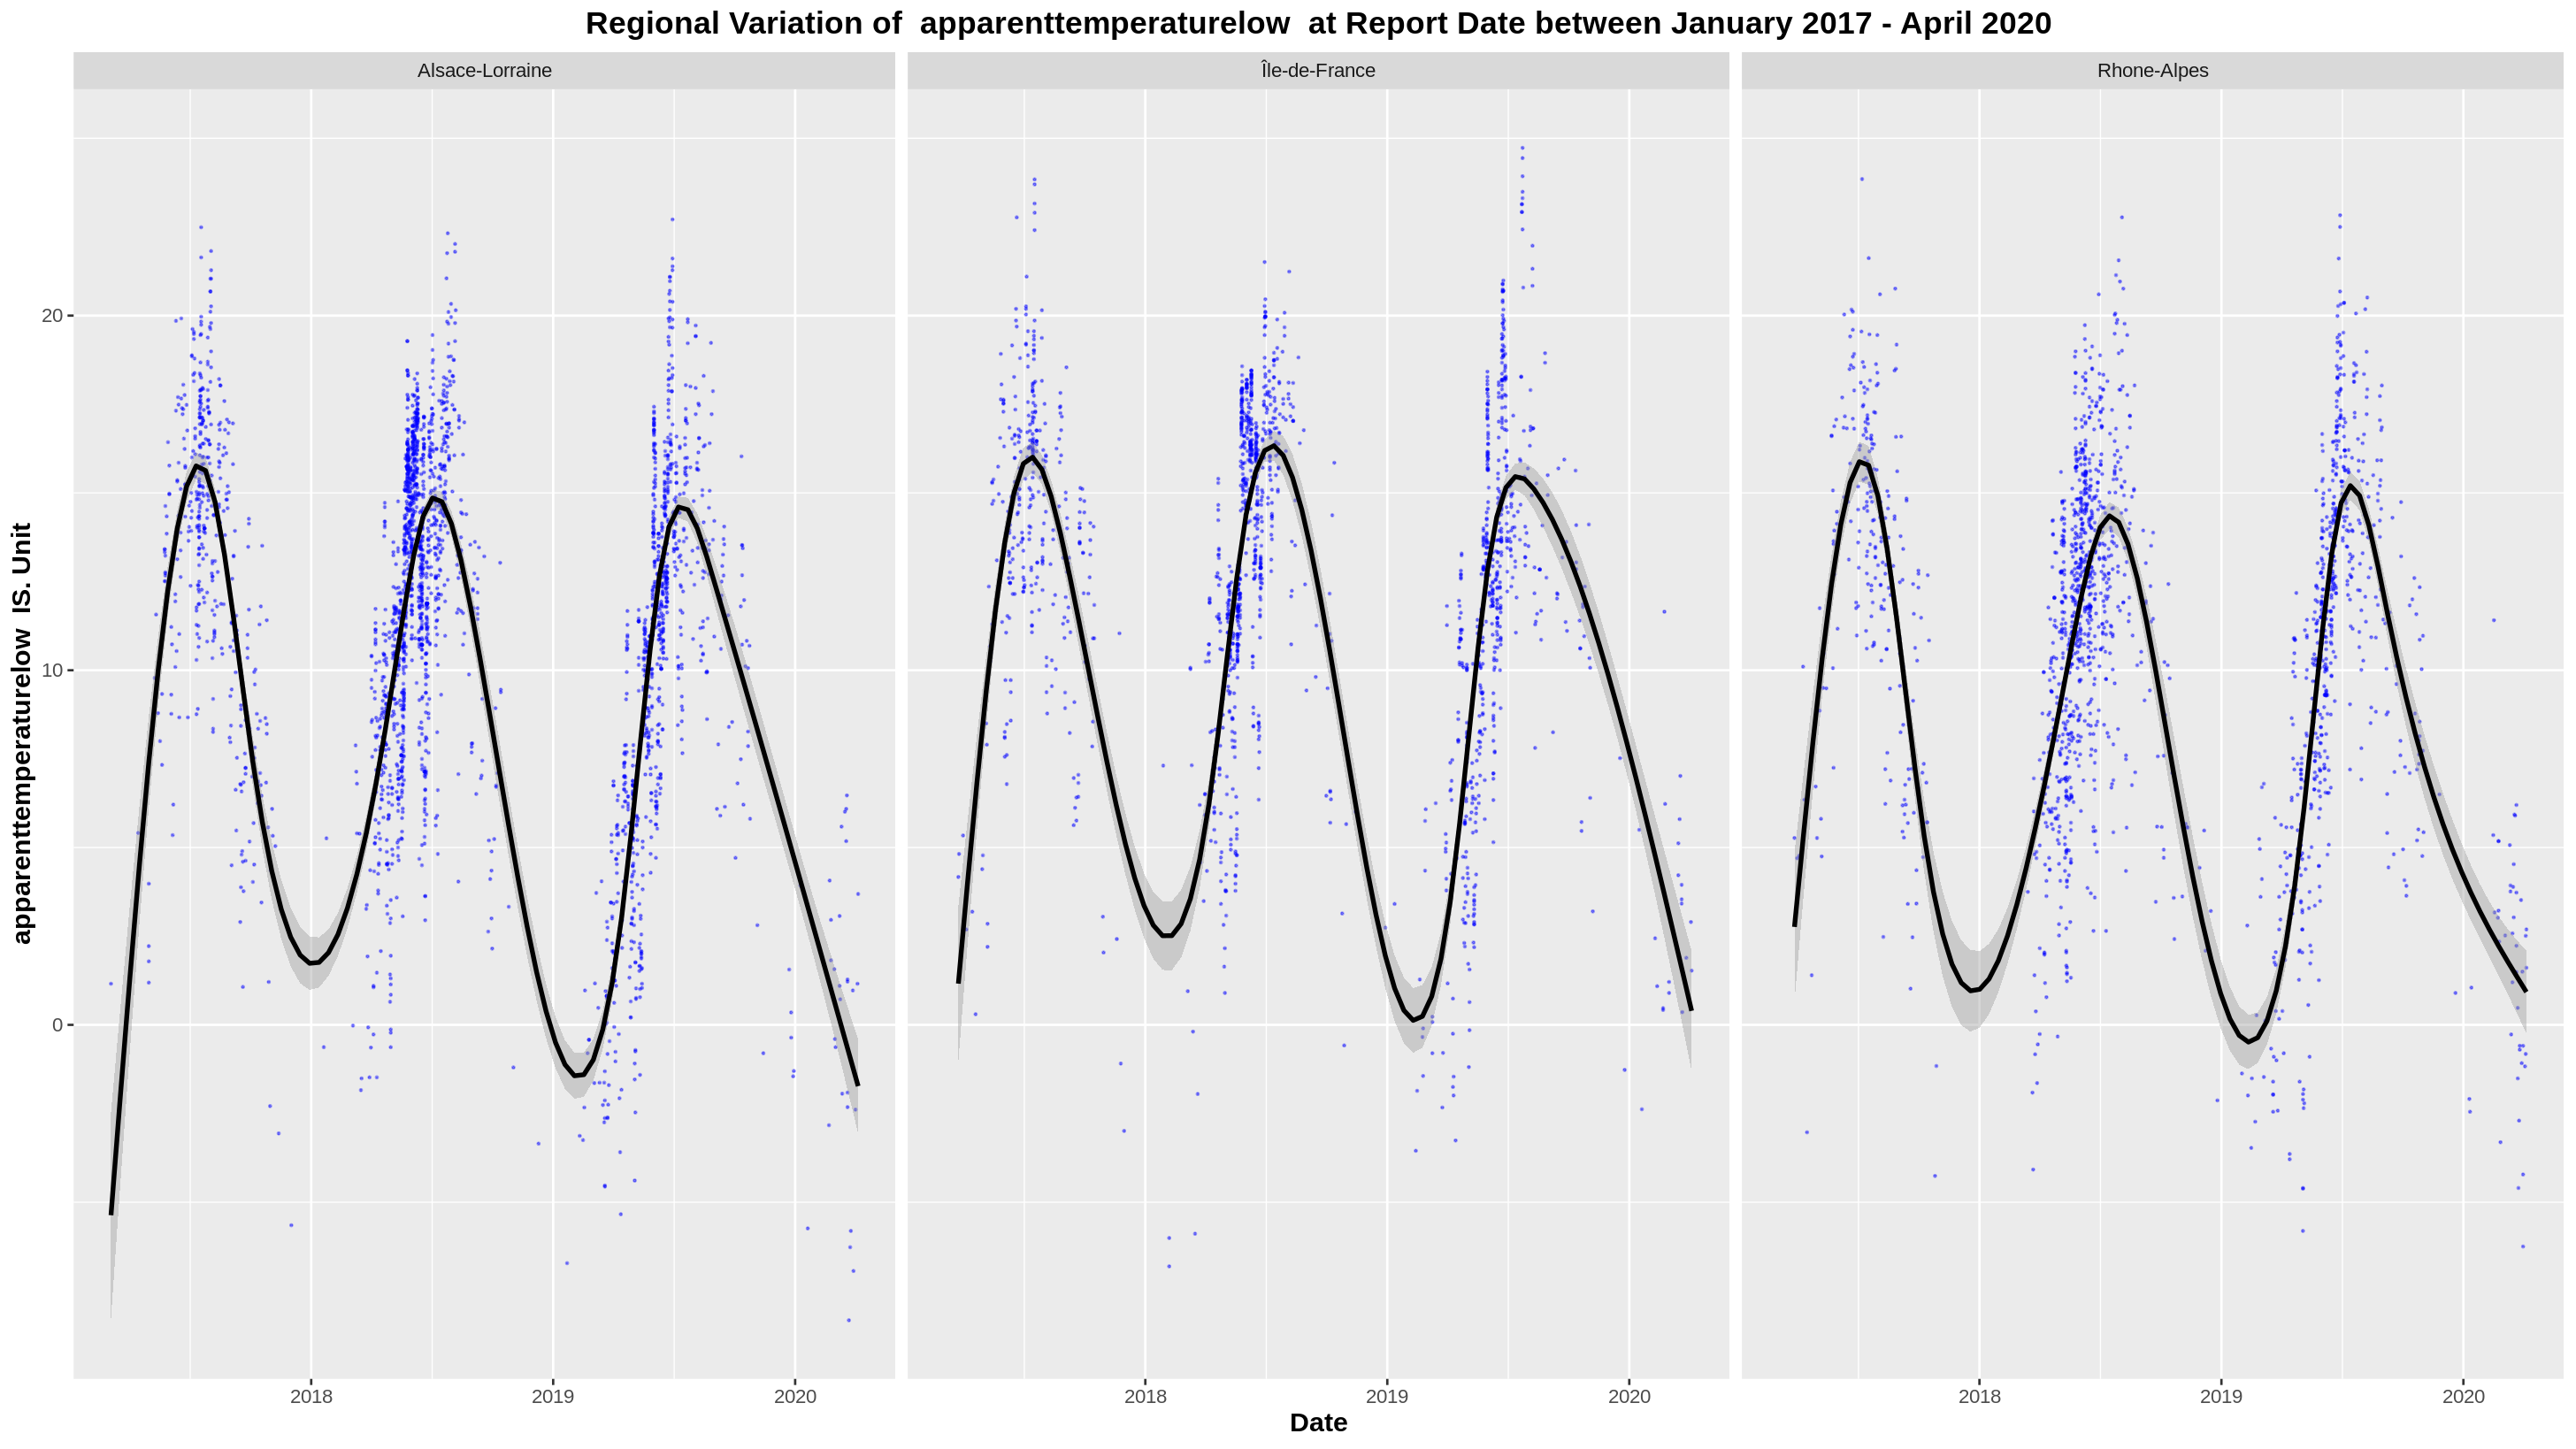 Regional Variation of  apparenttemperaturelow  at Report Date between January 2017 - April 2020
Alsace-Lorraine
Île-de-France
Rhone-Alpes
apparenttemperaturelow  IS. Unit
20
10
0
2018
2019
2020
2018
2019
2020
2018
2019
2020
Date